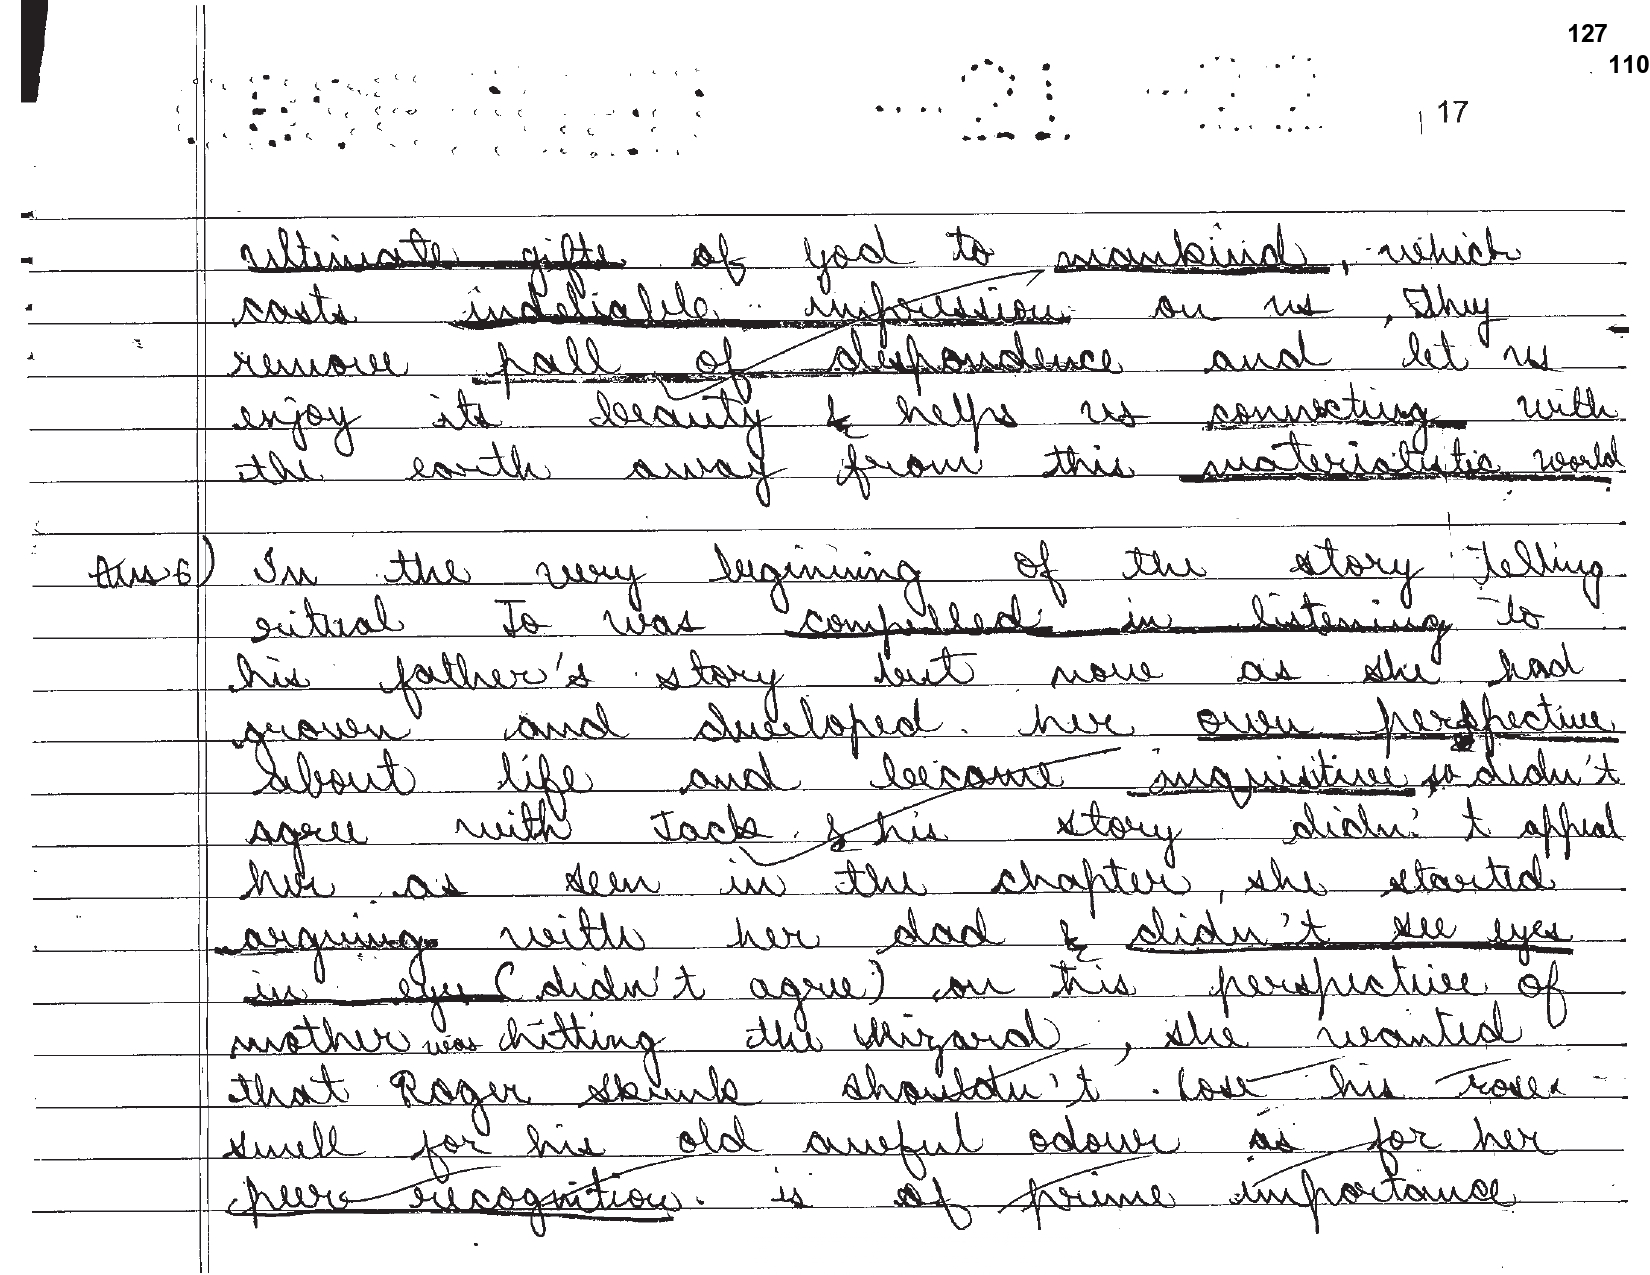 127
110
17
ultimate gifts of god to mankind, which
casts indeliable impression on us, They
remove pall of despondence and let us
enjoy its beauty & helps us connecting with
the earth away from this materialistic world
Ans 6) In the very begining of the story telling
ritual Jo was compelled in listening to
his father's story but now as she had
grown and developed her own perspective
about life and become inquisitive so didn't
agree with Jack & his story didn't appeal
her as seen in the chapter, she started
arguing with her dad & didn't see eyes
in eyes (didn't agree) on this perspective of
mother was hitting the wizard, she wanted
that Roger Skunk shouldn't lose his roses
smell for his old aweful odour as for her
peer recognition is of prime importance